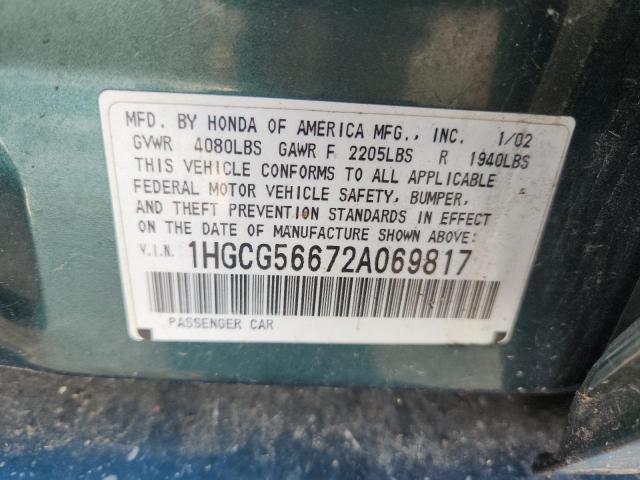 MFD. BY HONDA OF AMERICA MFG., INC. 1/02
GVWR 4080LBS GAWR F 2205LBS R 1940LBS
THIS VEHICLE CONFORMS TO ALL APPLICABLE
FEDERAL MOTOR VEHICLE SAFETY, BUMPER,
AND THEFT PREVENTION STANDARDS IN EFFECT
ON THE DATE OF MANUFACTURE SHOWN ABOVE:
V.I.N. 1HGCG56672A069817
PASSENGER CAR